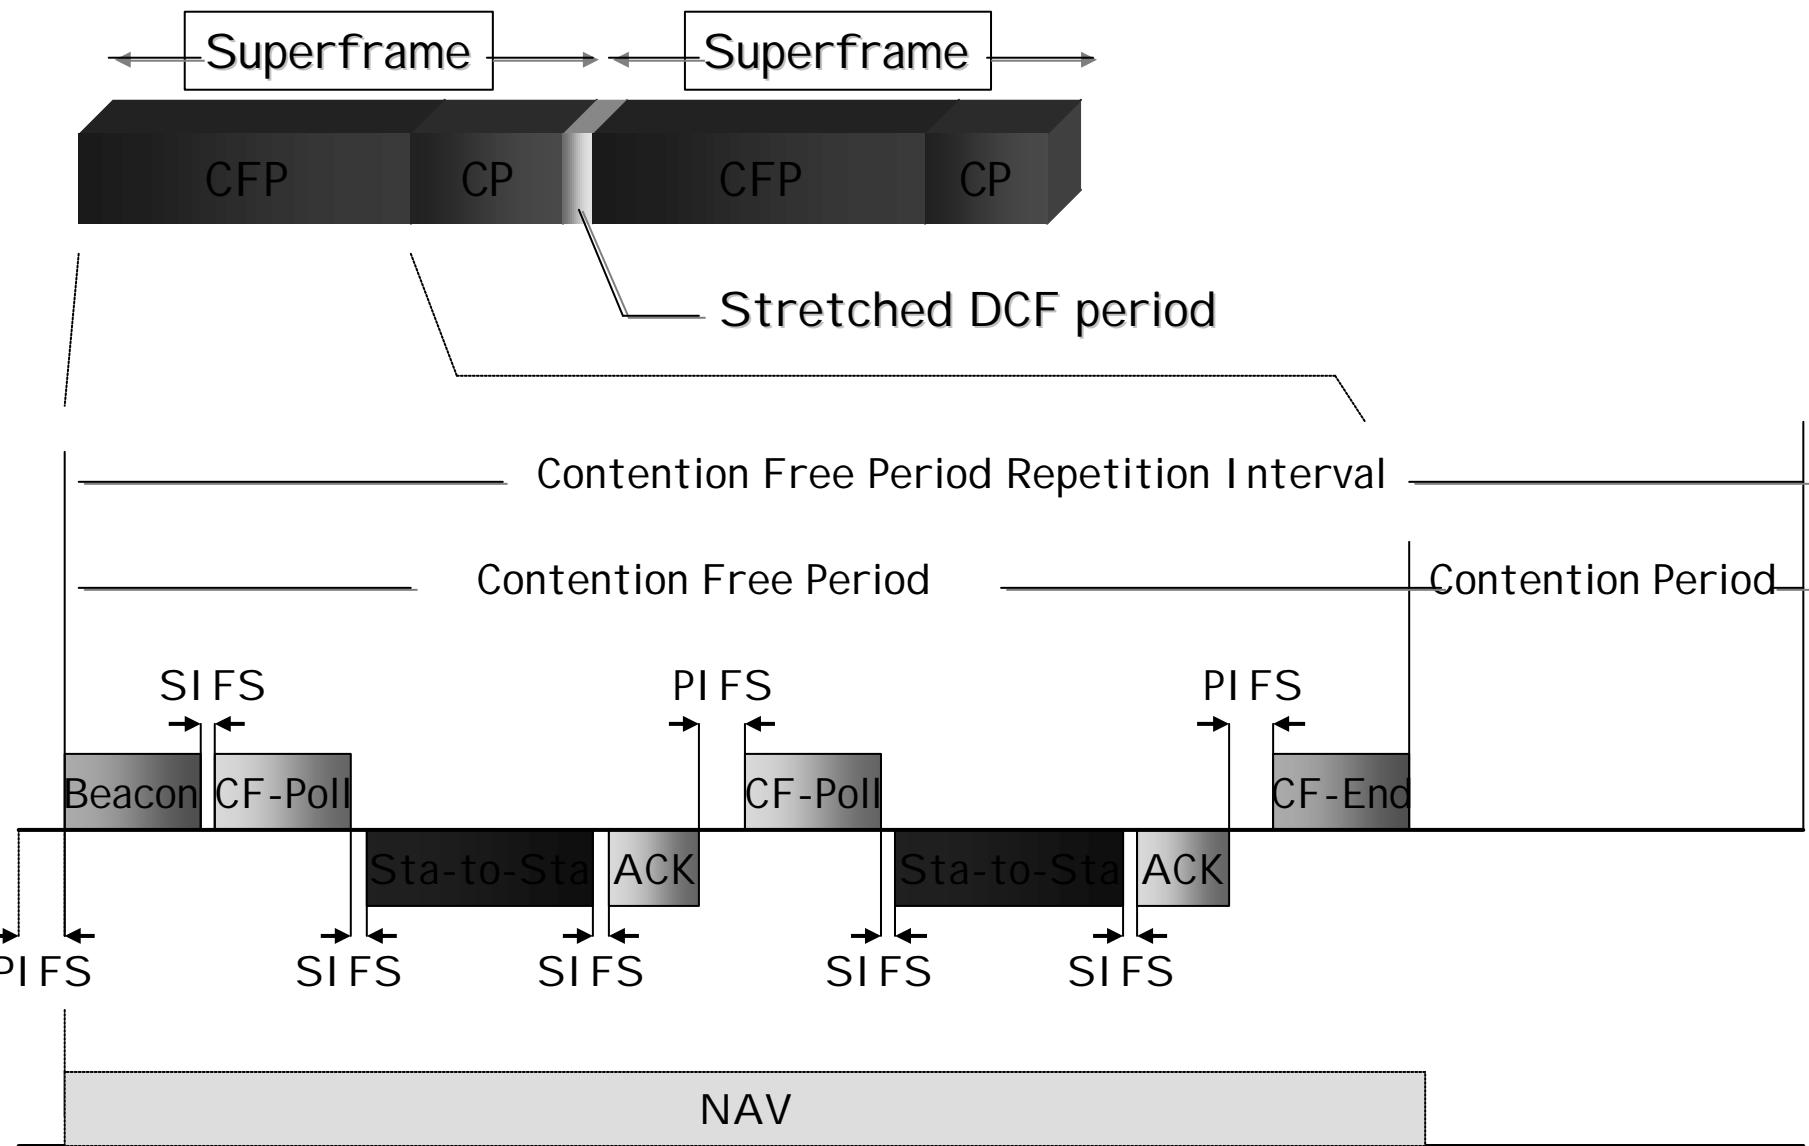 Superframe Superframe
CFP CP CFP CP
Stretched DCF period
Contention Free Period Repetition Interval
Contention Free Period Contention Period
SIFS PIFS PIFS
Beacon CF-Poll CF-Poll CF-End
Sta-to-Sta ACK Sta-to-Sta ACK
PIFS SIFS SIFS SIFS SIFS
NAV